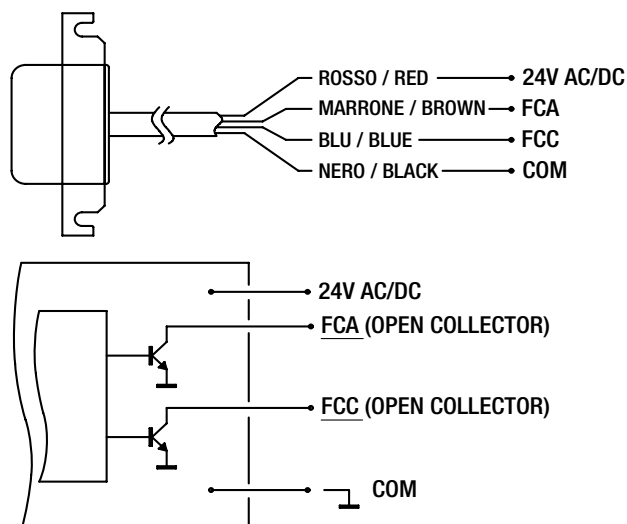 ROSSO / RED 24V AC/DC
MARRONE / BROWN FCA
BLU / BLUE FCC
NERO / BLACK COM
24V AC/DC
FCA (OPEN COLLECTOR)
FCC (OPEN COLLECTOR)
COM